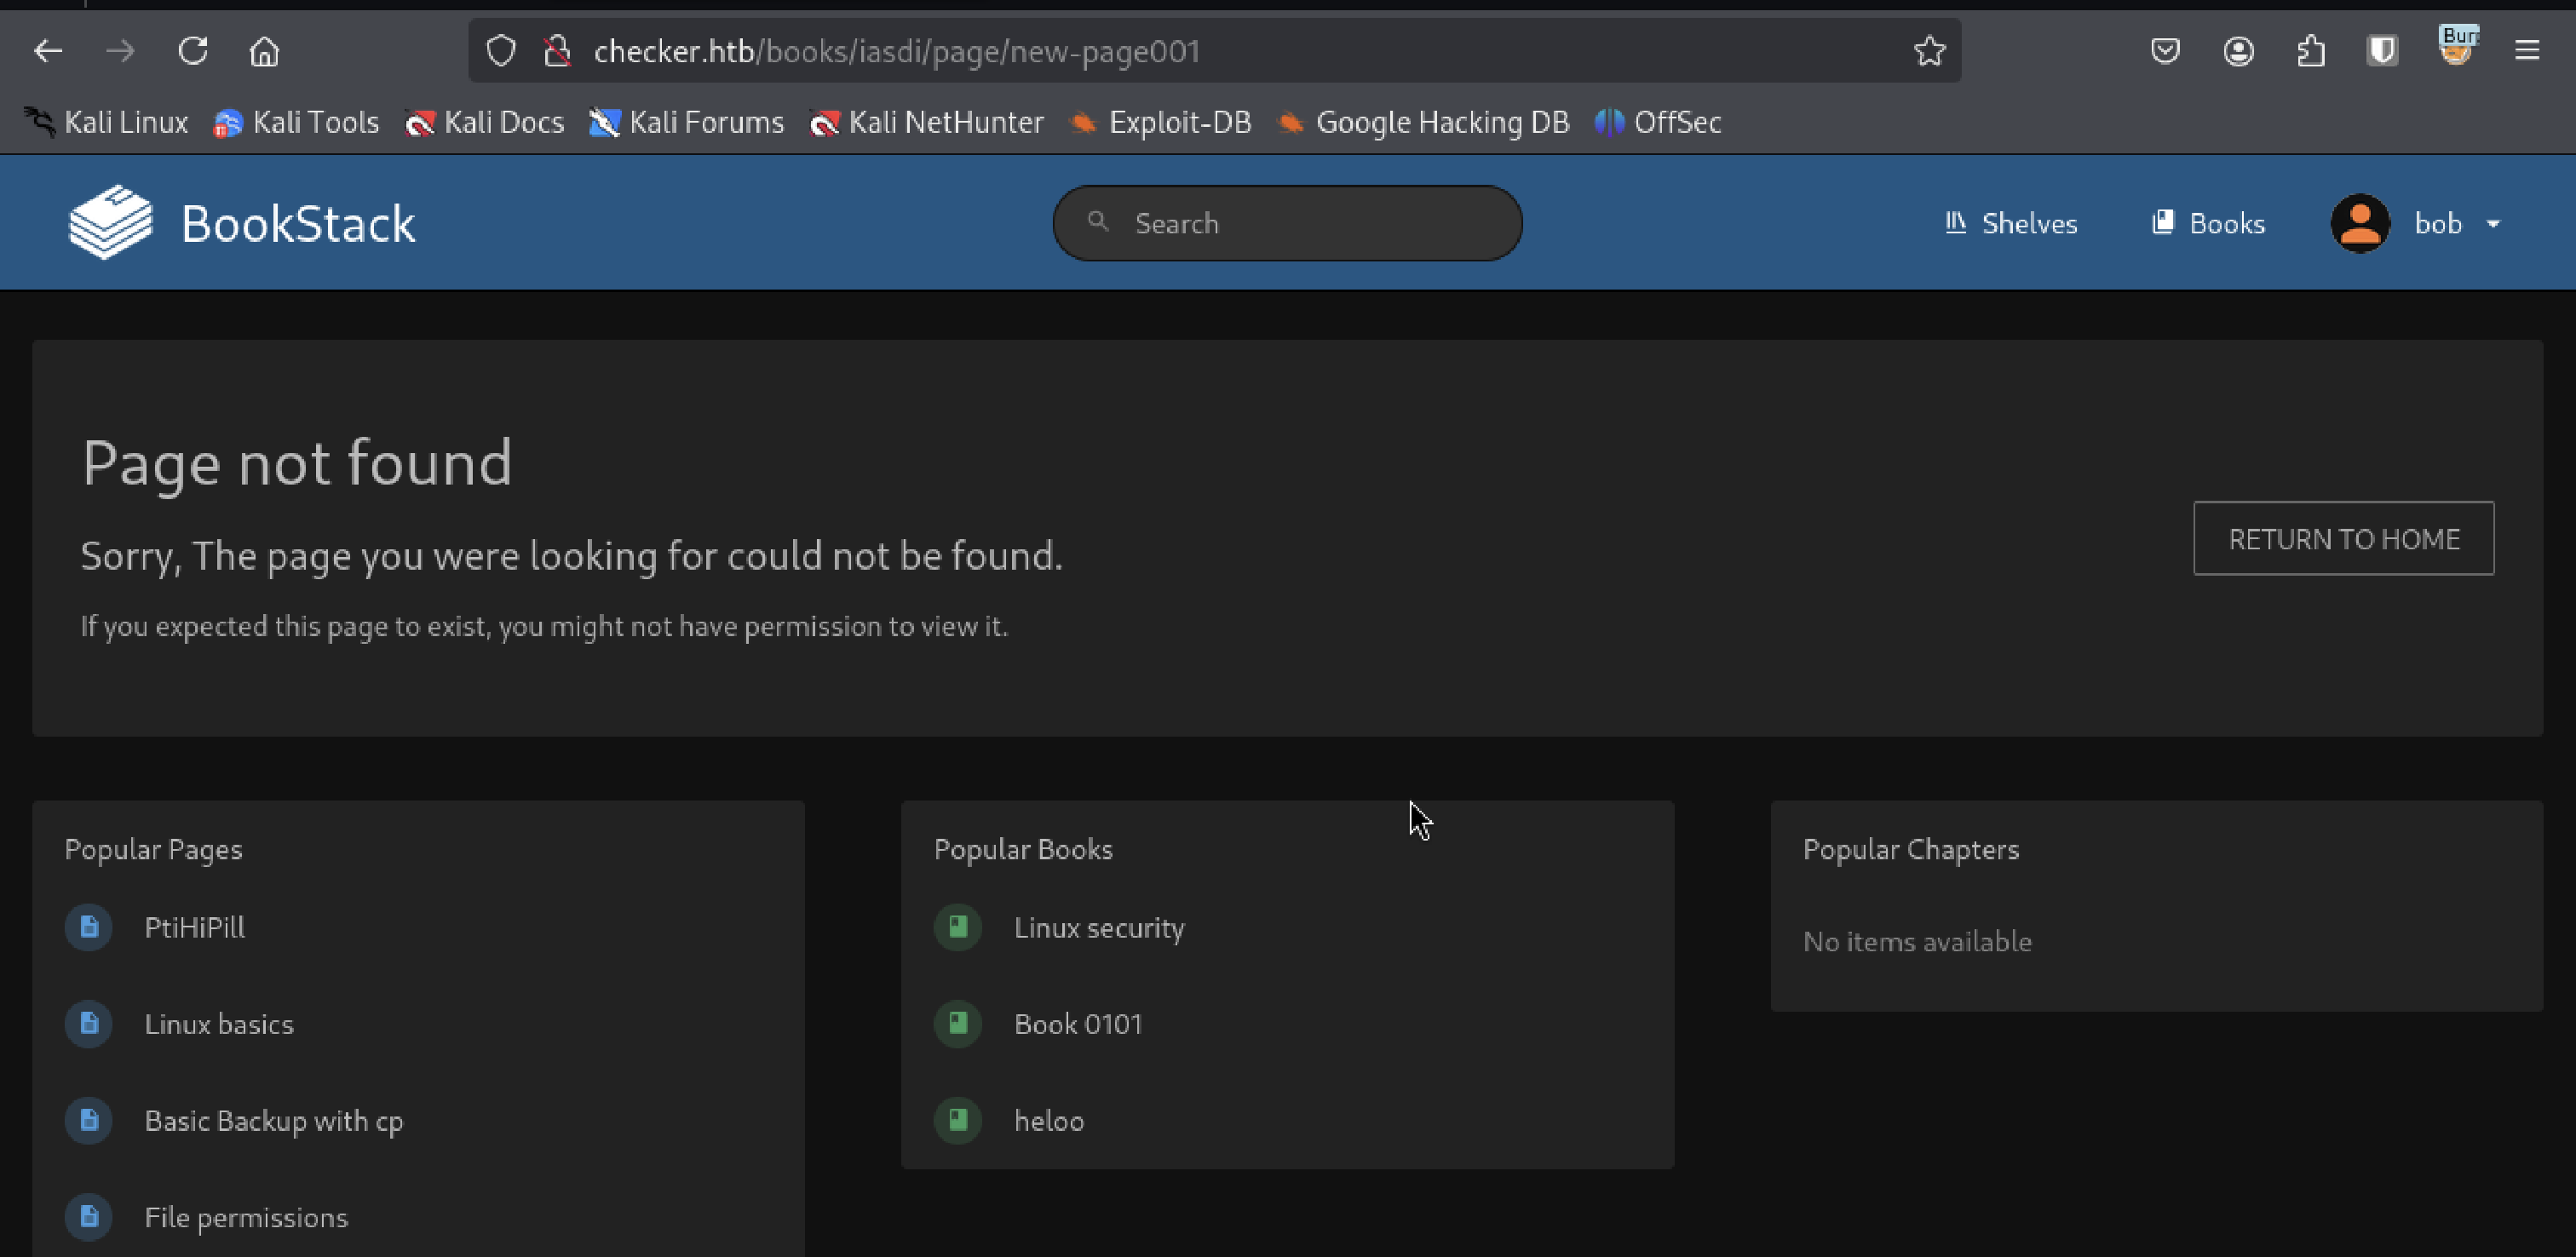 checker.htb/books/iasdi/page/new-page001
Bur
Kali Linux Kali Tools Kali Docs Kali Forums Kali NetHunter Exploit-DB Google Hacking DB OffSec
BookStack Search Shelves Books bob
Page not found
Sorry, The page you were looking for could not be found.
RETURN TO HOME
If you expected this page to exist, you might not have permission to view it.
Popular Pages
PtiHiPill
Linux basics
Basic Backup with cp
File permissions
Popular Books
Linux security
Book 0101
heloo
Popular Chapters
No items available